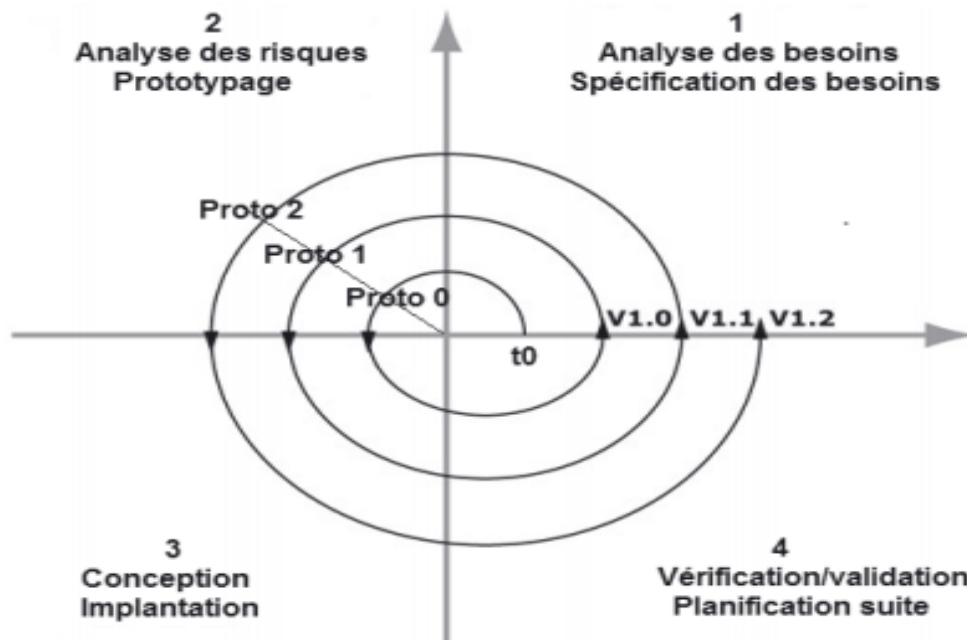 2
Analyse des risques
Prototypage
1
Analyse des besoins
Spécification des besoins
Proto 2
Proto 1
Proto 0
t0
V1.0
V1.1
V1.2
3
Conception
Implantation
4
Vérification/validation
Planification suite